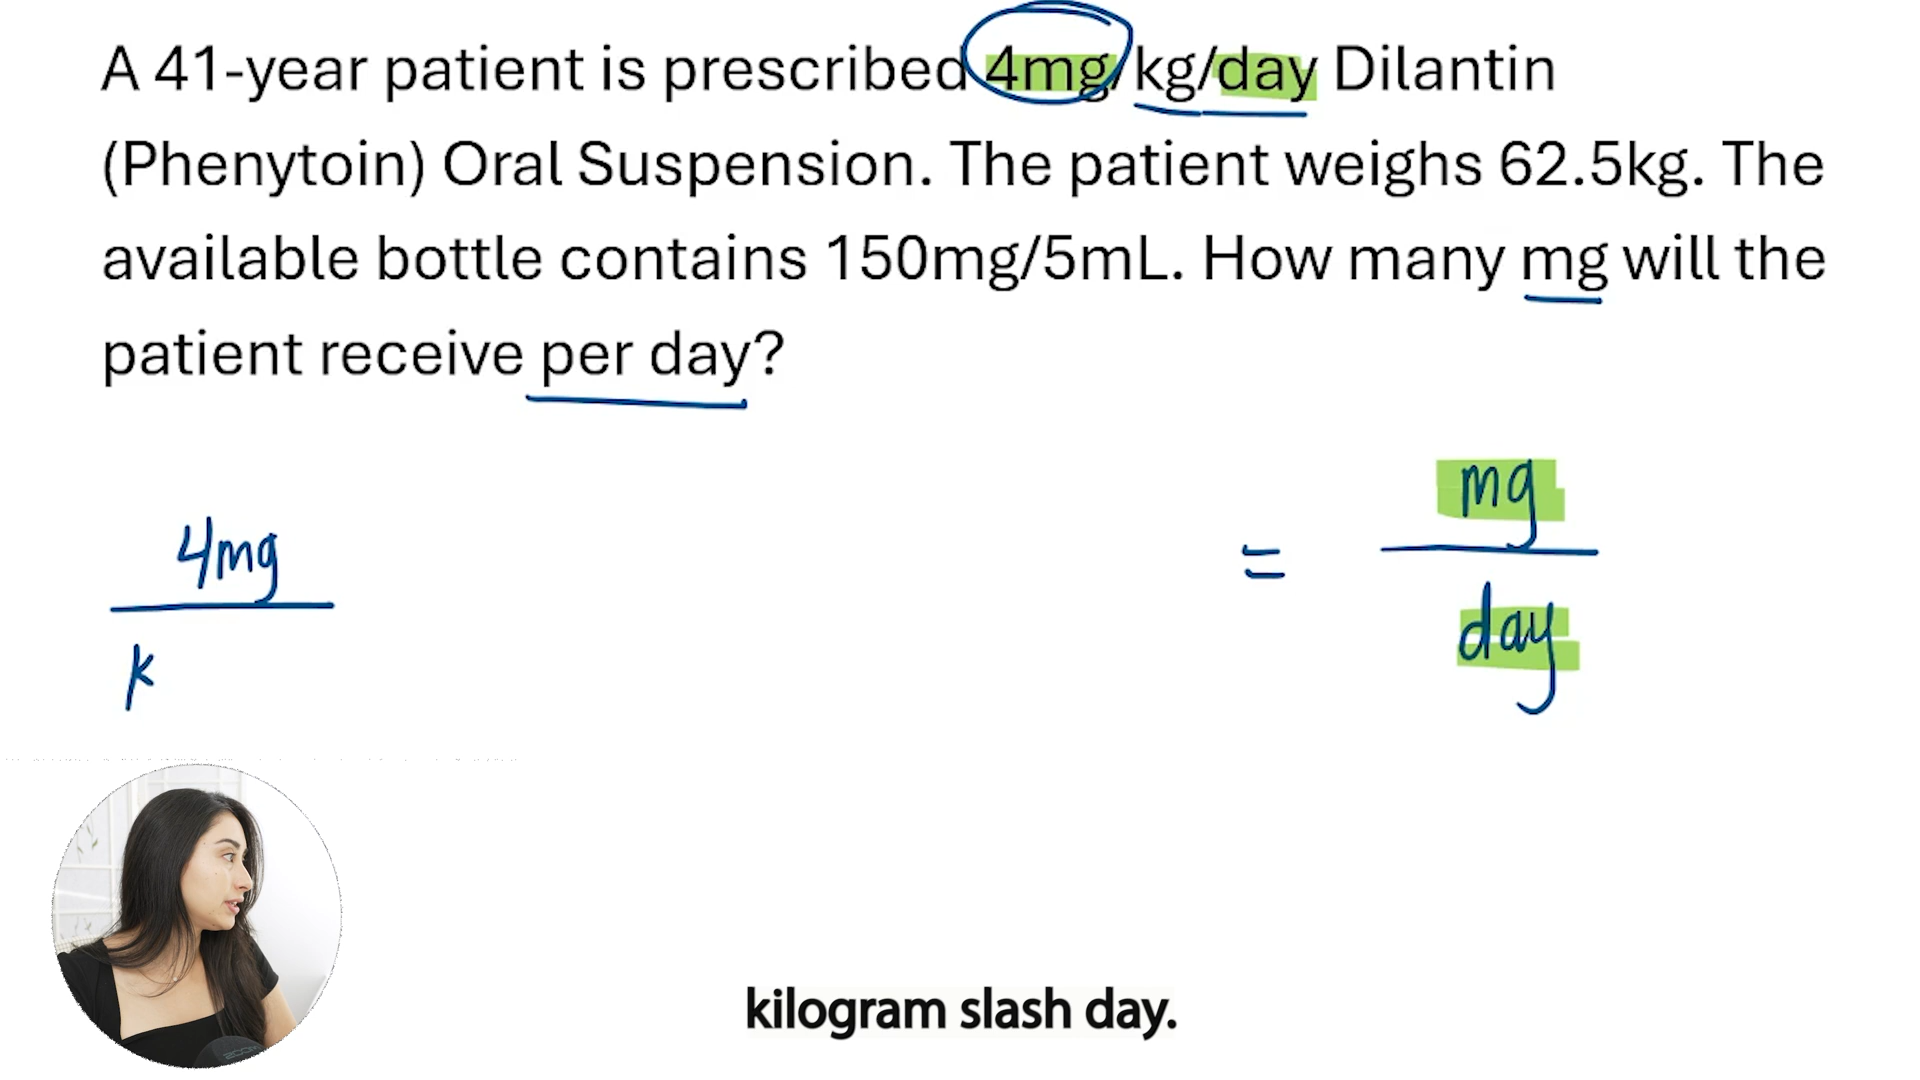 A 41-year patient is prescribed 4mg/kg/day Dilantin
(Phenytoin) Oral Suspension. The patient weighs 62.5kg. The
available bottle contains 150mg/5mL. How many mg will the
patient receive per day?
4mg
k
=
mg
day
kilogram slash day.